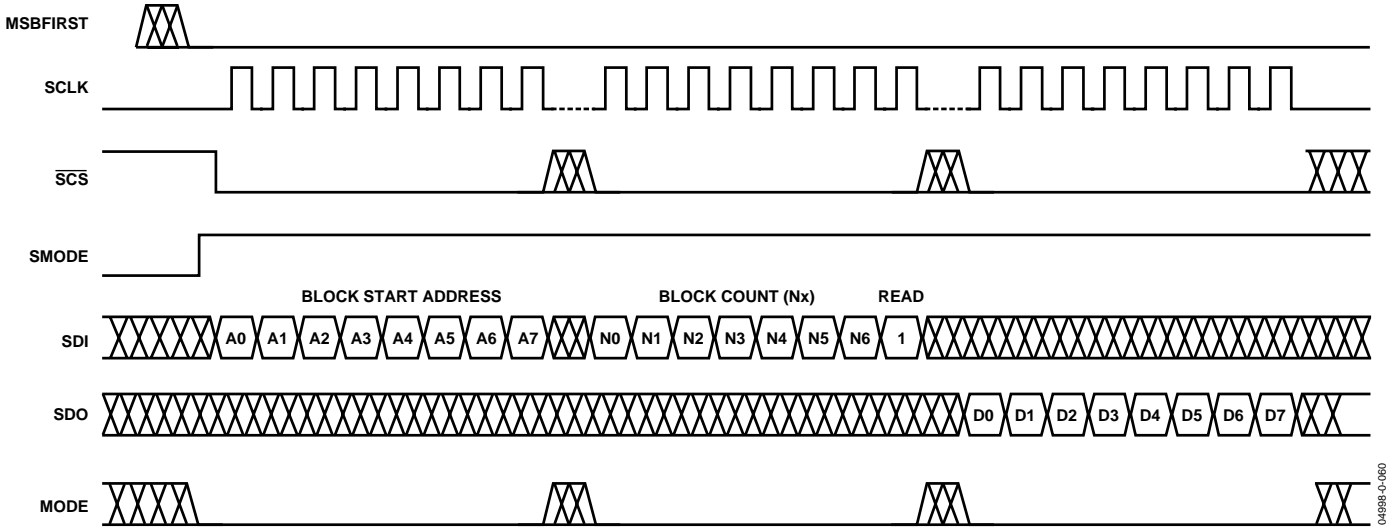 MSBFIRST
SCLK
SCS
SMODE
BLOCK START ADDRESS BLOCK COUNT (Nx) READ
SDI A0 A1 A2 A3 A4 A5 A6 A7 N0 N1 N2 N3 N4 N5 N6 1
SDO D0 D1 D2 D3 D4 D5 D6 D7
MODE
04998-0-060